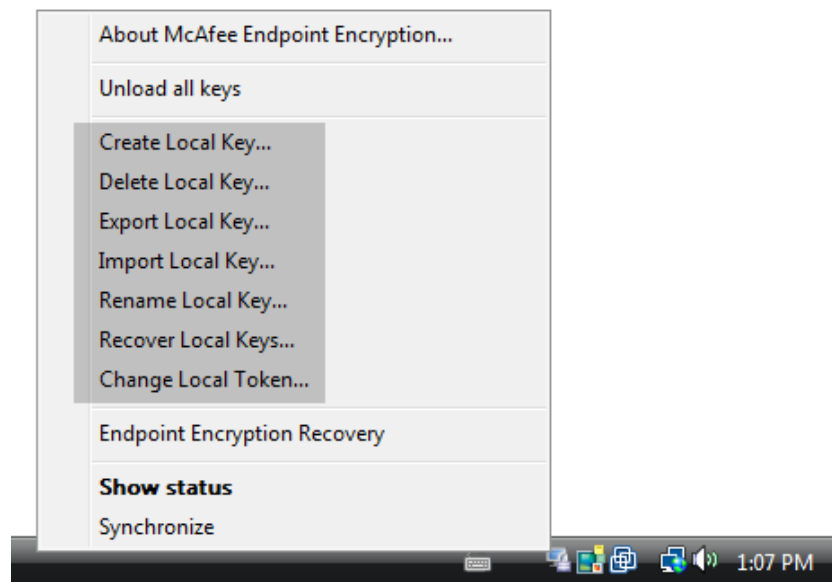 About McAfee Endpoint Encryption...
Unload all keys
Create Local Key...
Delete Local Key...
Export Local Key...
Import Local Key...
Rename Local Key...
Recover Local Keys...
Change Local Token...
Endpoint Encryption Recovery
Show status
Synchronize
1:07 PM